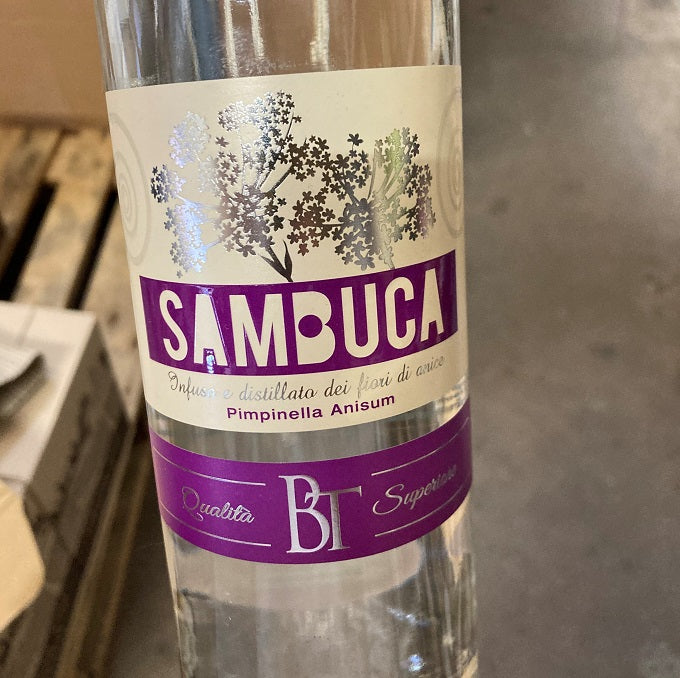 SAMBUCA
Infuso e distillato dei fiori di anice
Pimpinella Anisum
Qualità BT Superiore